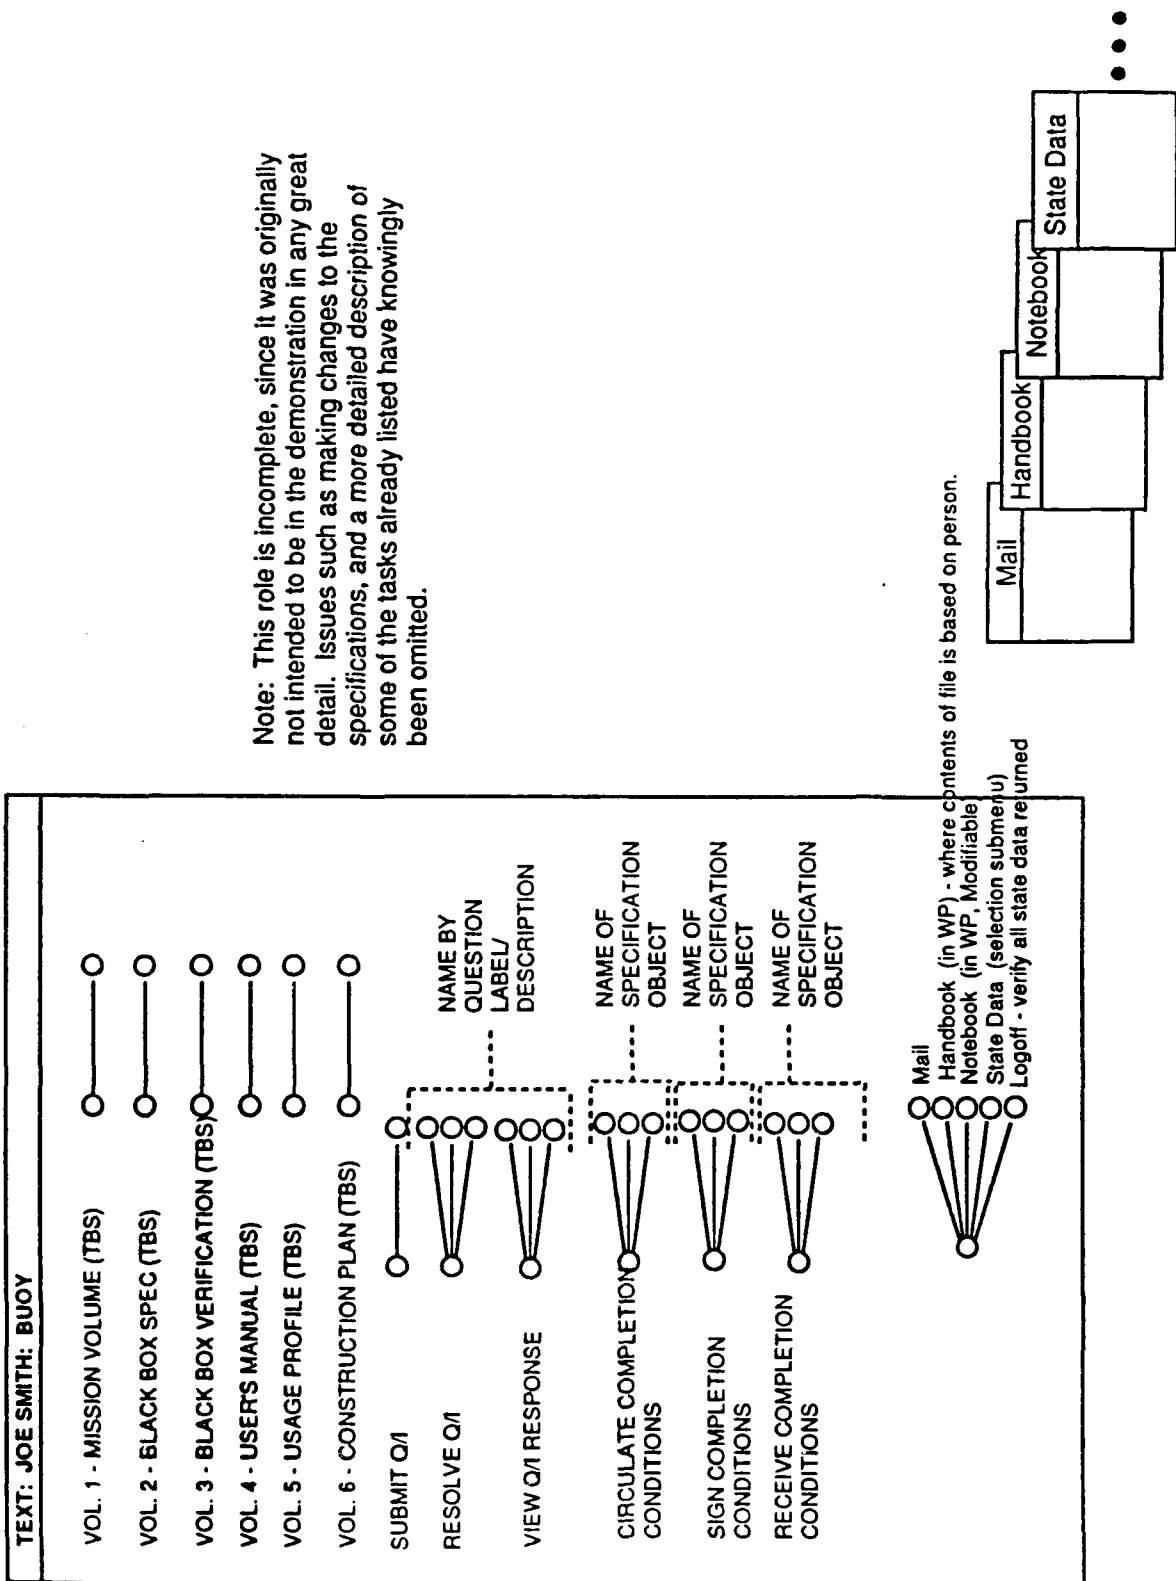 TEXT: JOE SMITH: BUOY
VOL. 1 - MISSION VOLUME (TBS)
VOL. 2 - BLACK BOX SPEC (TBS)
VOL. 3 - BLACK BOX VERIFICATION (TBS)
VOL. 4 - USER'S MANUAL (TBS)
VOL. 5 - USAGE PROFILE (TBS)
VOL. 6 - CONSTRUCTION PLAN (TBS)
SUBMIT Q/I
RESOLVE Q/I
VIEW Q/I RESPONSE
NAME BY
QUESTION
LABEL/
DESCRIPTION
CIRCULATE COMPLETION
CONDITIONS
NAME OF
SPECIFICATION
OBJECT
SIGN COMPLETION
CONDITIONS
NAME OF
SPECIFICATION
OBJECT
RECEIVE COMPLETION
CONDITIONS
NAME OF
SPECIFICATION
OBJECT
Mail
Handbook (in WP) - where contents of file is based on person.
Notebook (in WP, Modifiable)
State Data (selection submenu)
Logoff - verify all state data returned
Note: This role is incomplete, since it was originally
not intended to be in the demonstration in any great
detail. Issues such as making changes to the
specifications, and a more detailed description of
some of the tasks already listed have knowingly
been omitted.
Mail
Handbook
Notebook
State Data